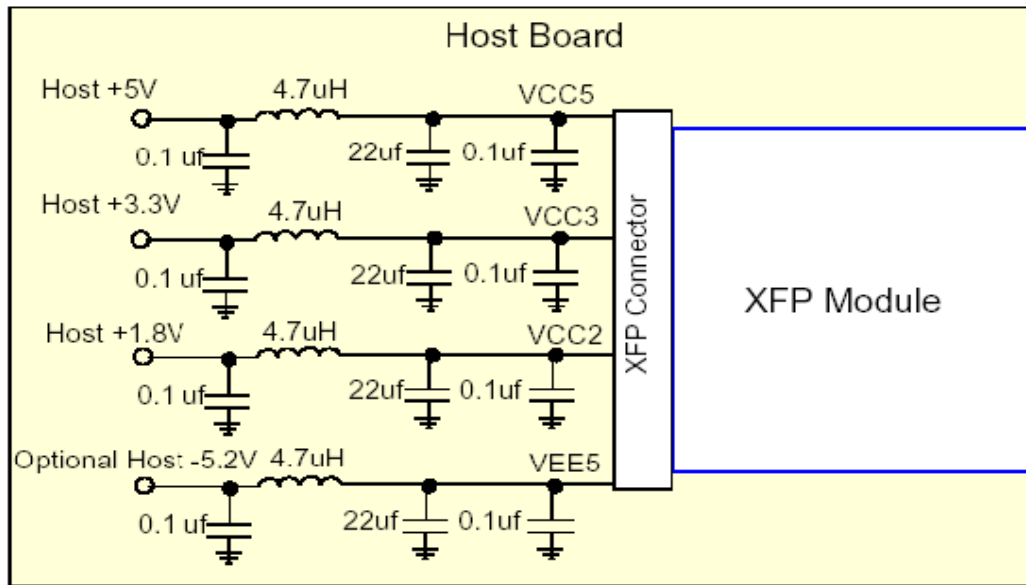 Host Board
Host +5V
4.7uH
VCC5
0.1 uf
22uf
0.1uf
Host +3.3V
4.7uH
VCC3
0.1 uf
22uf
0.1uf
Host +1.8V
4.7uH
VCC2
0.1 uf
22uf
0.1uf
Optional Host -5.2V
4.7uH
VEE5
0.1 uf
22uf
0.1uf
XFP Connector
XFP Module